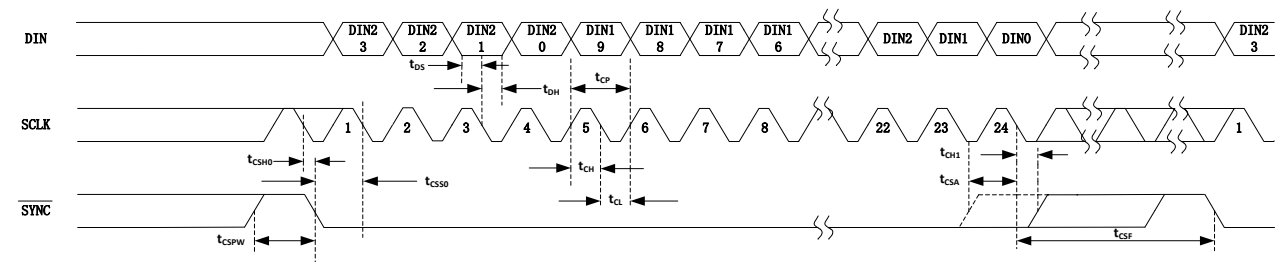 DIN
DIN2 3
DIN2 2
DIN2 1
DIN2 0
DIN1 9
DIN1 8
DIN1 7
DIN1 6
DIN2
DIN1
DIN0
DIN2 3
tDS
tDH
tCP
SCLK
1
2
3
4
5
6
7
8
22
23
24
1
tCSH0
tCSS0
tCH
tCL
tCH1
tCSA
SYNC
tCSPW
tCSF